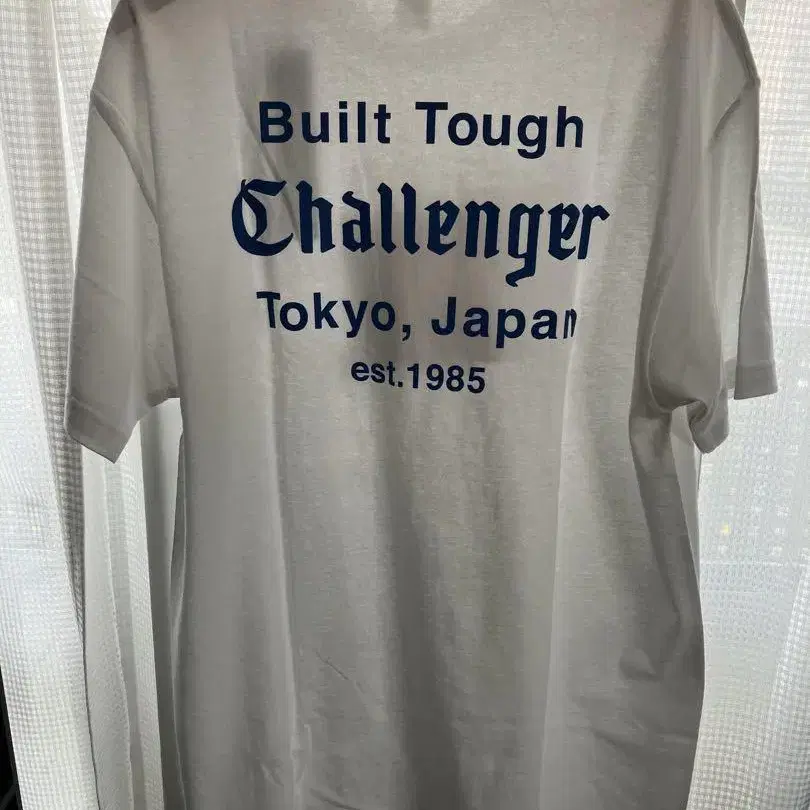 Built Tough
Challenger
Tokyo, Japan
est.1985